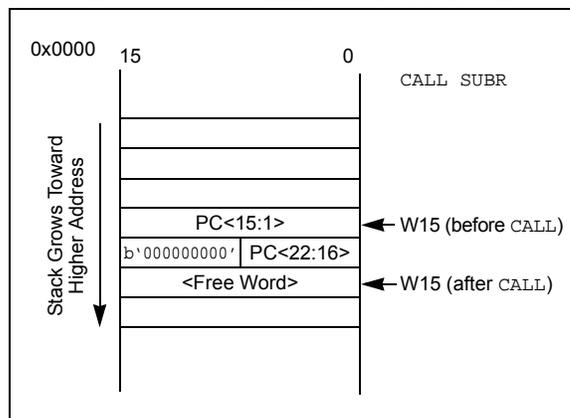 0x0000
15 0
CALL SUBR
Stack Grows Toward
Higher Address
PC<15:1>
W15 (before CALL)
b‘000000000’ PC<22:16>
<Free Word>
W15 (after CALL)